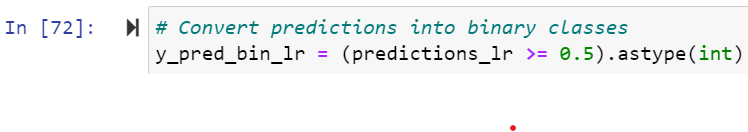 In [72]: # Convert predictions into binary classes
y_pred_bin_lr = (predictions_lr >= 0.5).astype(int)